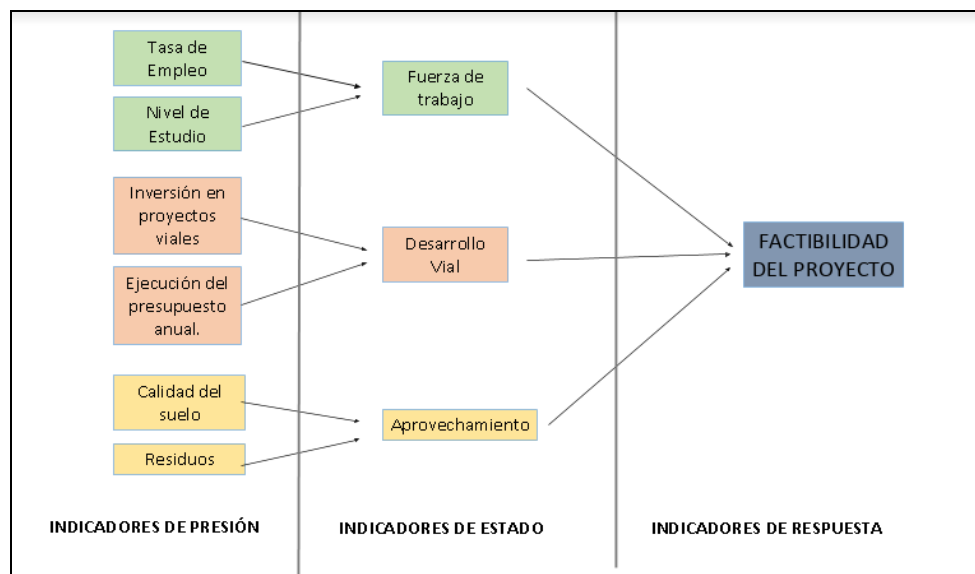 Tasa de
Empleo
Nivel de
Estudio
Inversión en
proyectos
viales
Ejecución del
presupuesto
anual.
Calidad del
suelo
Residuos
INDICADORES DE PRESIÓN
Fuerza de
trabajo
Desarrollo
Vial
Aprovechamiento
INDICADORES DE ESTADO
FACTIBILIDAD
DEL PROYECTO
INDICADORES DE RESPUESTA